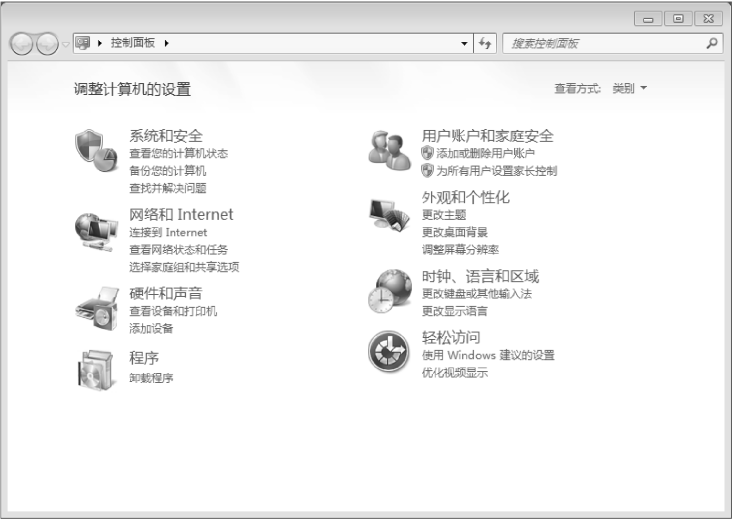 控制面板
搜索控制面板
调整计算机的设置
查看方式: 类别
系统和安全
查看您的计算机状态
备份您的计算机
查找并解决问题
网络和 Internet
连接到 Internet
查看网络状态和任务
选择家庭组和共享选项
硬件和声音
查看设备和打印机
添加设备
程序
卸载程序
用户账户和家庭安全
添加或删除用户账户
为所有用户设置家长控制
外观和个性化
更改主题
更改桌面背景
调整屏幕分辨率
时钟、语言和区域
更改键盘或其他输入法
更改显示语言
轻松访问
使用 Windows 建议的设置
优化视频显示